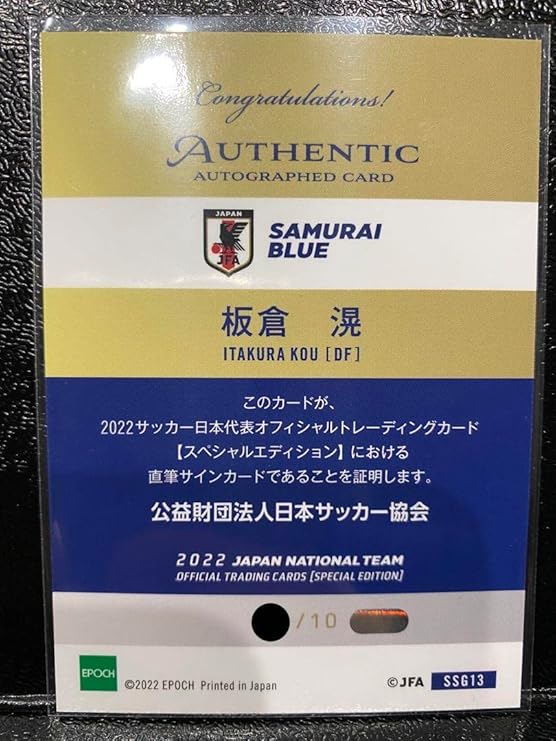 Congratulations!
AUTHENTIC
AUTOGRAPHED CARD
JAPAN
JFA
SAMURAI
BLUE
板倉 滉
ITAKURA KOU [DF]
このカードが、
2022サッカー日本代表オフィシャルトレーディングカード
【スペシャルエディション】における
直筆サインカードであることを証明します。
公益財団法人日本サッカー協会
2022 JAPAN NATIONAL TEAM
OFFICIAL TRADING CARDS [SPECIAL EDITION]
/10
EPOCH
©2022 EPOCH Printed in Japan
©JFA SSG13